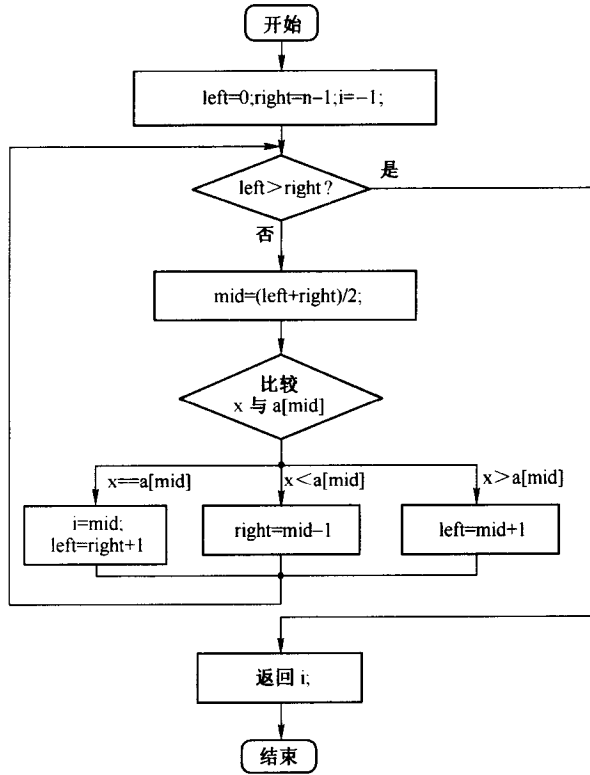 开始
left=0;right=n-1;i=-1;
left>right?
是
否
mid=(left+right)/2;
比较
x 与 a[mid]
x==a[mid]
x<a[mid]
x>a[mid]
i=mid;
left=right+1
right=mid-1
left=mid+1
返回 i;
结束